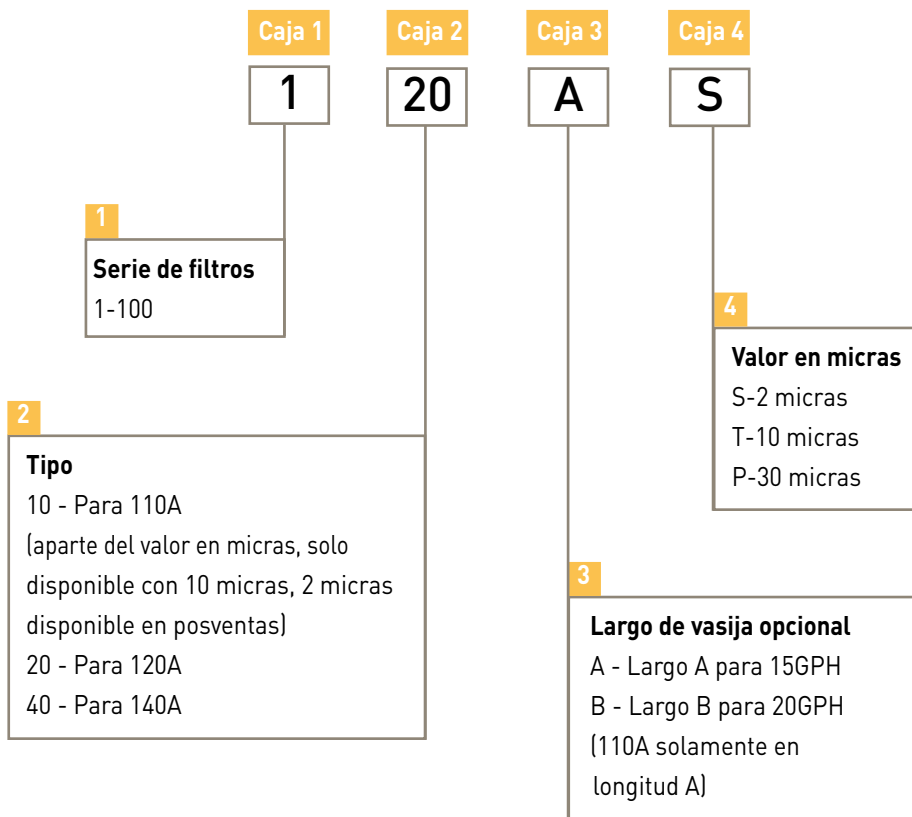 Caja 1 Caja 2 Caja 3 Caja 4
1 20 A S
1
Serie de filtros
1-100
2
Tipo
10 - Para 110A
(aparte del valor en micras, solo
disponible con 10 micras, 2 micras
disponible en posventas)
20 - Para 120A
40 - Para 140A
4
Valor en micras
S-2 micras
T-10 micras
P-30 micras
3
Largo de vasija opcional
A - Largo A para 15GPH
B - Largo B para 20GPH
(110A solamente en
longitud A)